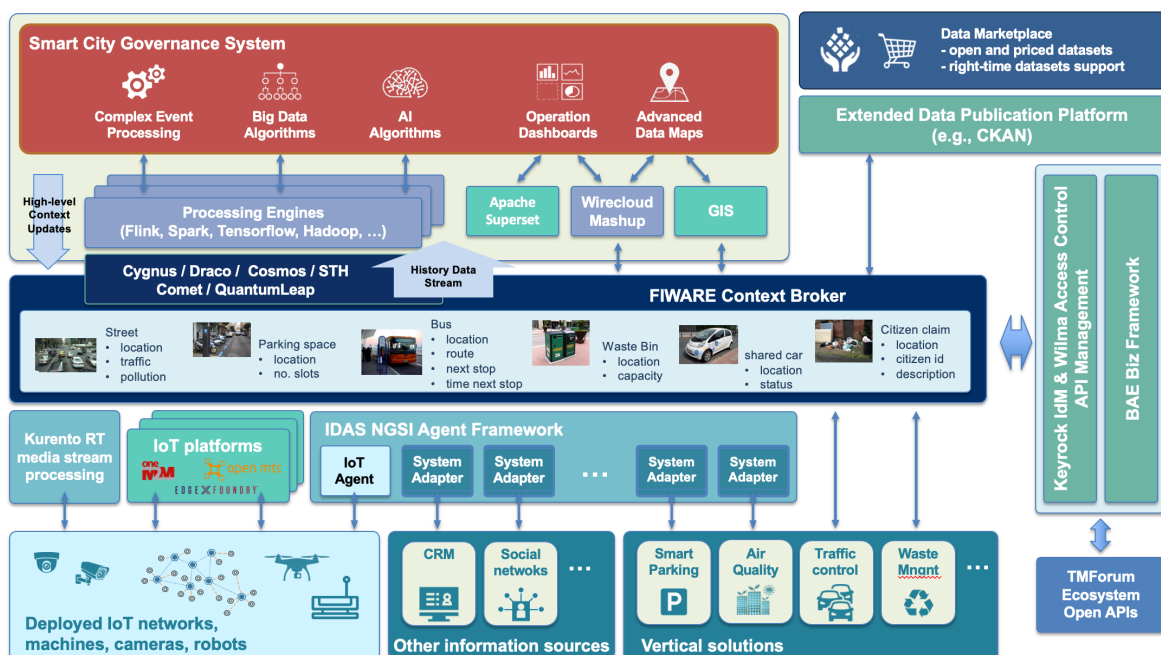 Smart City Governance System
Complex Event
Processing
Big Data
Algorithms
AI
Algorithms
Operation
Dashboards
Advanced
Data Maps
Data Marketplace
- open and priced datasets
- right-time datasets support
Extended Data Publication Platform
(e.g., CKAN)
High-level
Context
Updates
Processing Engines
(Flink, Spark, Tensorflow, Hadoop, ...)
Apache
Superset
Wirecloud
Mashup
GIS
Cygnus / Draco / Cosmos / STH
Comet / QuantumLeap
History Data
Stream
FIWARE Context Broker
Street
• location
• traffic
• pollution
Parking space
• location
• no. slots
Bus
• location
• route
• next stop
• time next stop
Waste Bin
• location
• capacity
shared car
• location
• status
Citizen claim
• location
• citizen id
• description
Keyrock IdM & Wilma Access Control
API Management
BAE Biz Framework
Kurento RT
media stream
processing
IoT platforms
one
M2M
open mtc
EDGE X FOUNDRY
IDAS NGSI Agent Framework
IoT
Agent
System
Adapter
System
Adapter
...
System
Adapter
System
Adapter
Deployed IoT networks,
machines, cameras, robots
CRM
Social
netwoks
...
Other information sources
Smart
Parking
P
Air
Quality
Traffic
control
Waste
Mngnt
...
Vertical solutions
TMForum
Ecosystem
Open APIs